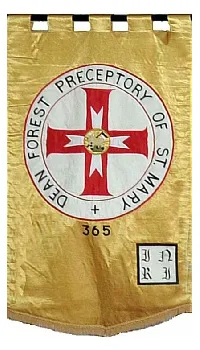 DEAN FOREST PRECEPTORY OF ST MARY +
365
I N
R I